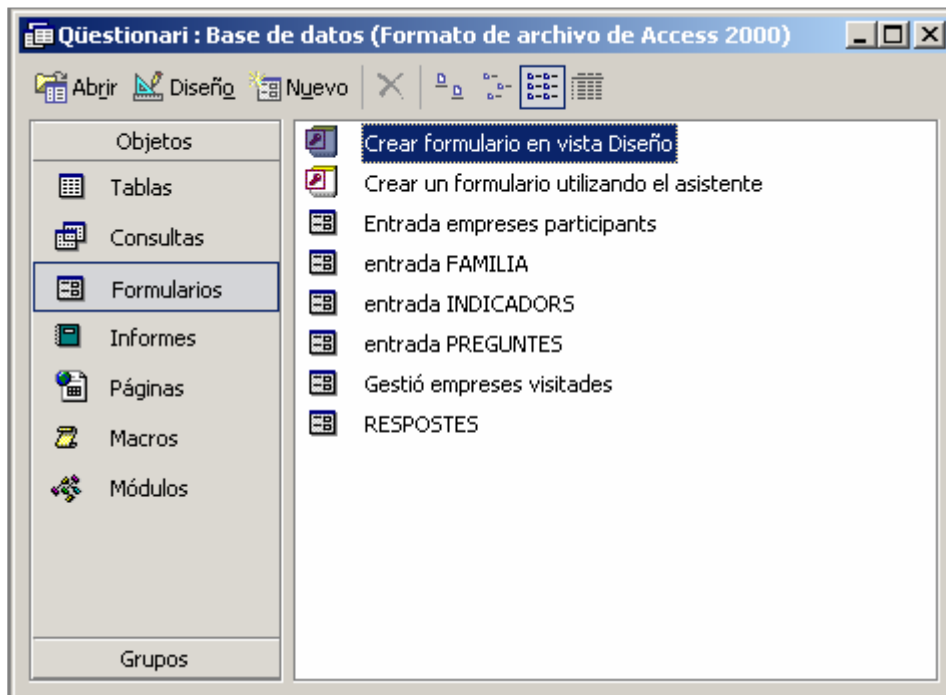 Qüestionari : Base de datos (Formato de archivo de Access 2000)
Abrir Diseño Nuevo
Objetos
Tablas
Consultas
Formularios
Informes
Páginas
Macros
Módulos
Grupos
Crear formulario en vista Diseño
Crear un formulario utilizando el asistente
Entrada empreses participants
entrada FAMILIA
entrada INDICADORS
entrada PREGUNTES
Gestió empreses visitades
RESPOSTES